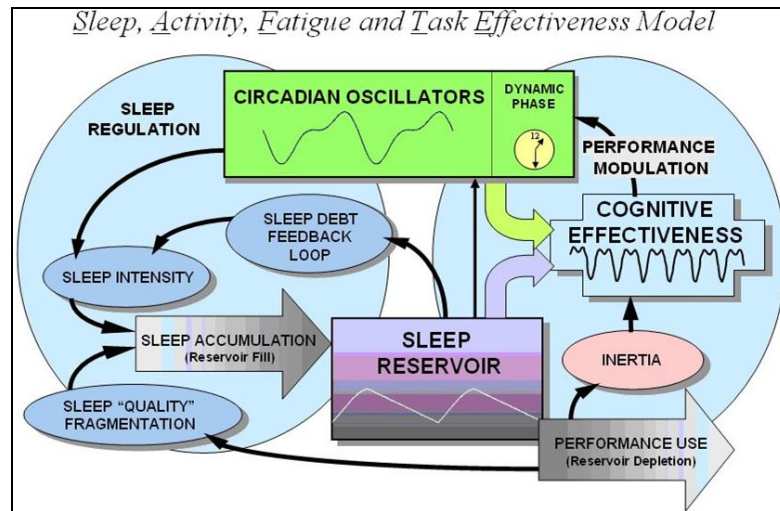 Sleep, Activity, Fatigue and Task Effectiveness Model
SLEEP
REGULATION
CIRCADIAN OSCILLATORS
DYNAMIC
PHASE
12
PERFORMANCE
MODULATION
COGNITIVE
EFFECTIVENESS
SLEEP DEBT
FEEDBACK
LOOP
SLEEP INTENSITY
SLEEP ACCUMULATION
(Reservoir Fill)
SLEEP
RESERVOIR
INERTIA
SLEEP “QUALITY”
FRAGMENTATION
PERFORMANCE USE
(Reservoir Depletion)